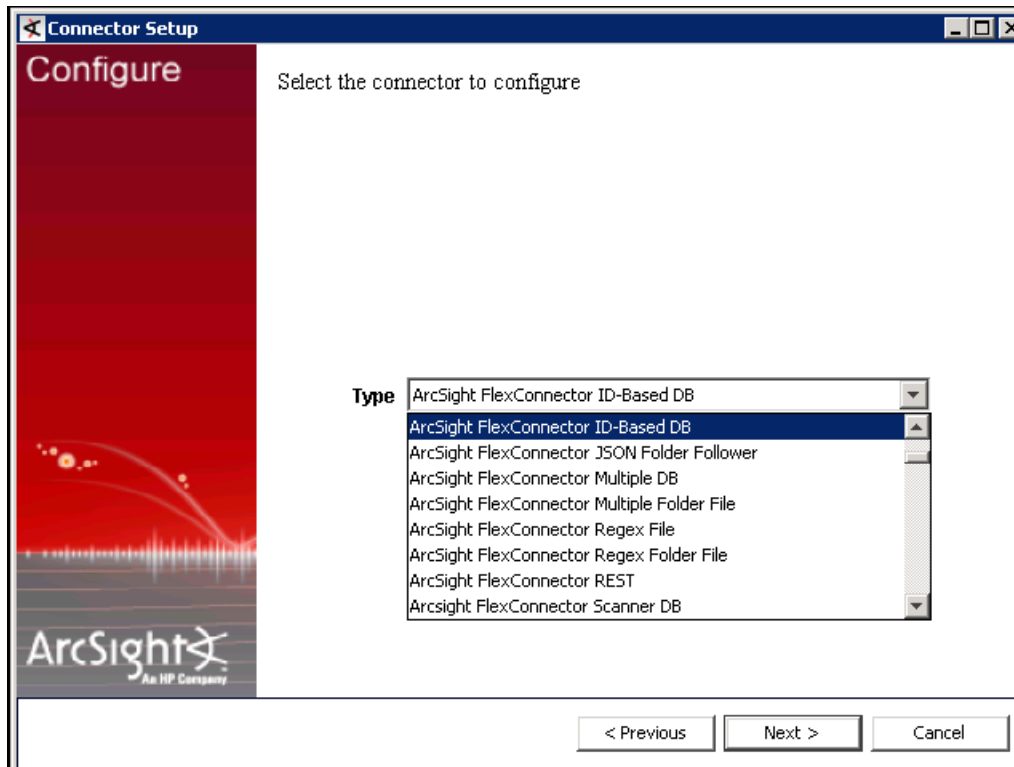 Connector Setup
Configure
Select the connector to configure
Type ArcSight FlexConnector ID-Based DB
ArcSight FlexConnector ID-Based DB
ArcSight FlexConnector JSON Folder Follower
ArcSight FlexConnector Multiple DB
ArcSight FlexConnector Multiple Folder File
ArcSight FlexConnector Regex File
ArcSight FlexConnector Regex Folder File
ArcSight FlexConnector REST
Arcsight FlexConnector Scanner DB
ArcSight
An HP Company
< Previous Next > Cancel